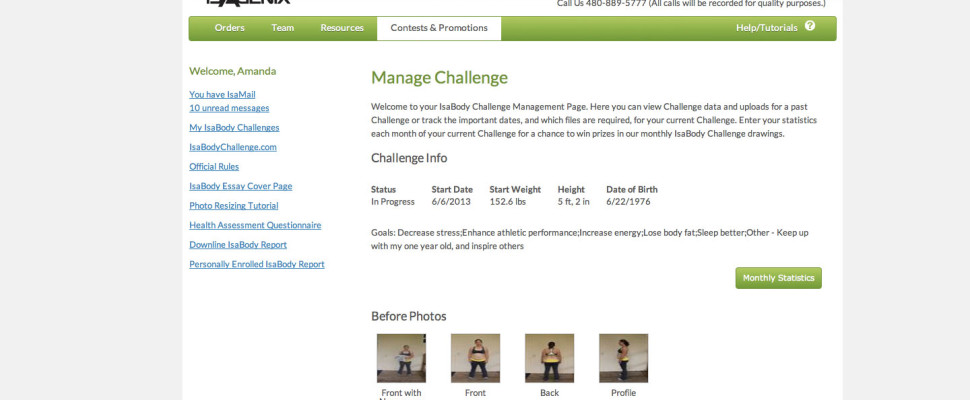 ISAGENIX
Call Us 480-889-5777 (All calls will be recorded for quality purposes.)
Orders Team Resources Contests & Promotions Help/Tutorials ?
Welcome, Amanda
You have IsaMail
10 unread messages
My IsaBody Challenges
IsaBodyChallenge.com
Official Rules
IsaBody Essay Cover Page
Photo Resizing Tutorial
Health Assessment Questionnaire
Downline IsaBody Report
Personally Enrolled IsaBody Report
Manage Challenge
Welcome to your IsaBody Challenge Management Page. Here you can view Challenge data and uploads for a past
Challenge or track the important dates, and which files are required, for your current Challenge. Enter your statistics
each month of your current Challenge for a chance to win prizes in our monthly IsaBody Challenge drawings.
Challenge Info
Status Start Date Start Weight Height Date of Birth
In Progress 6/6/2013 152.6 lbs 5 ft, 2 in 6/22/1976
Goals: Decrease stress;Enhance athletic performance;Increase energy;Lose body fat;Sleep better;Other - Keep up
with my one year old, and inspire others
Monthly Statistics
Before Photos
Front with Front Back Profile